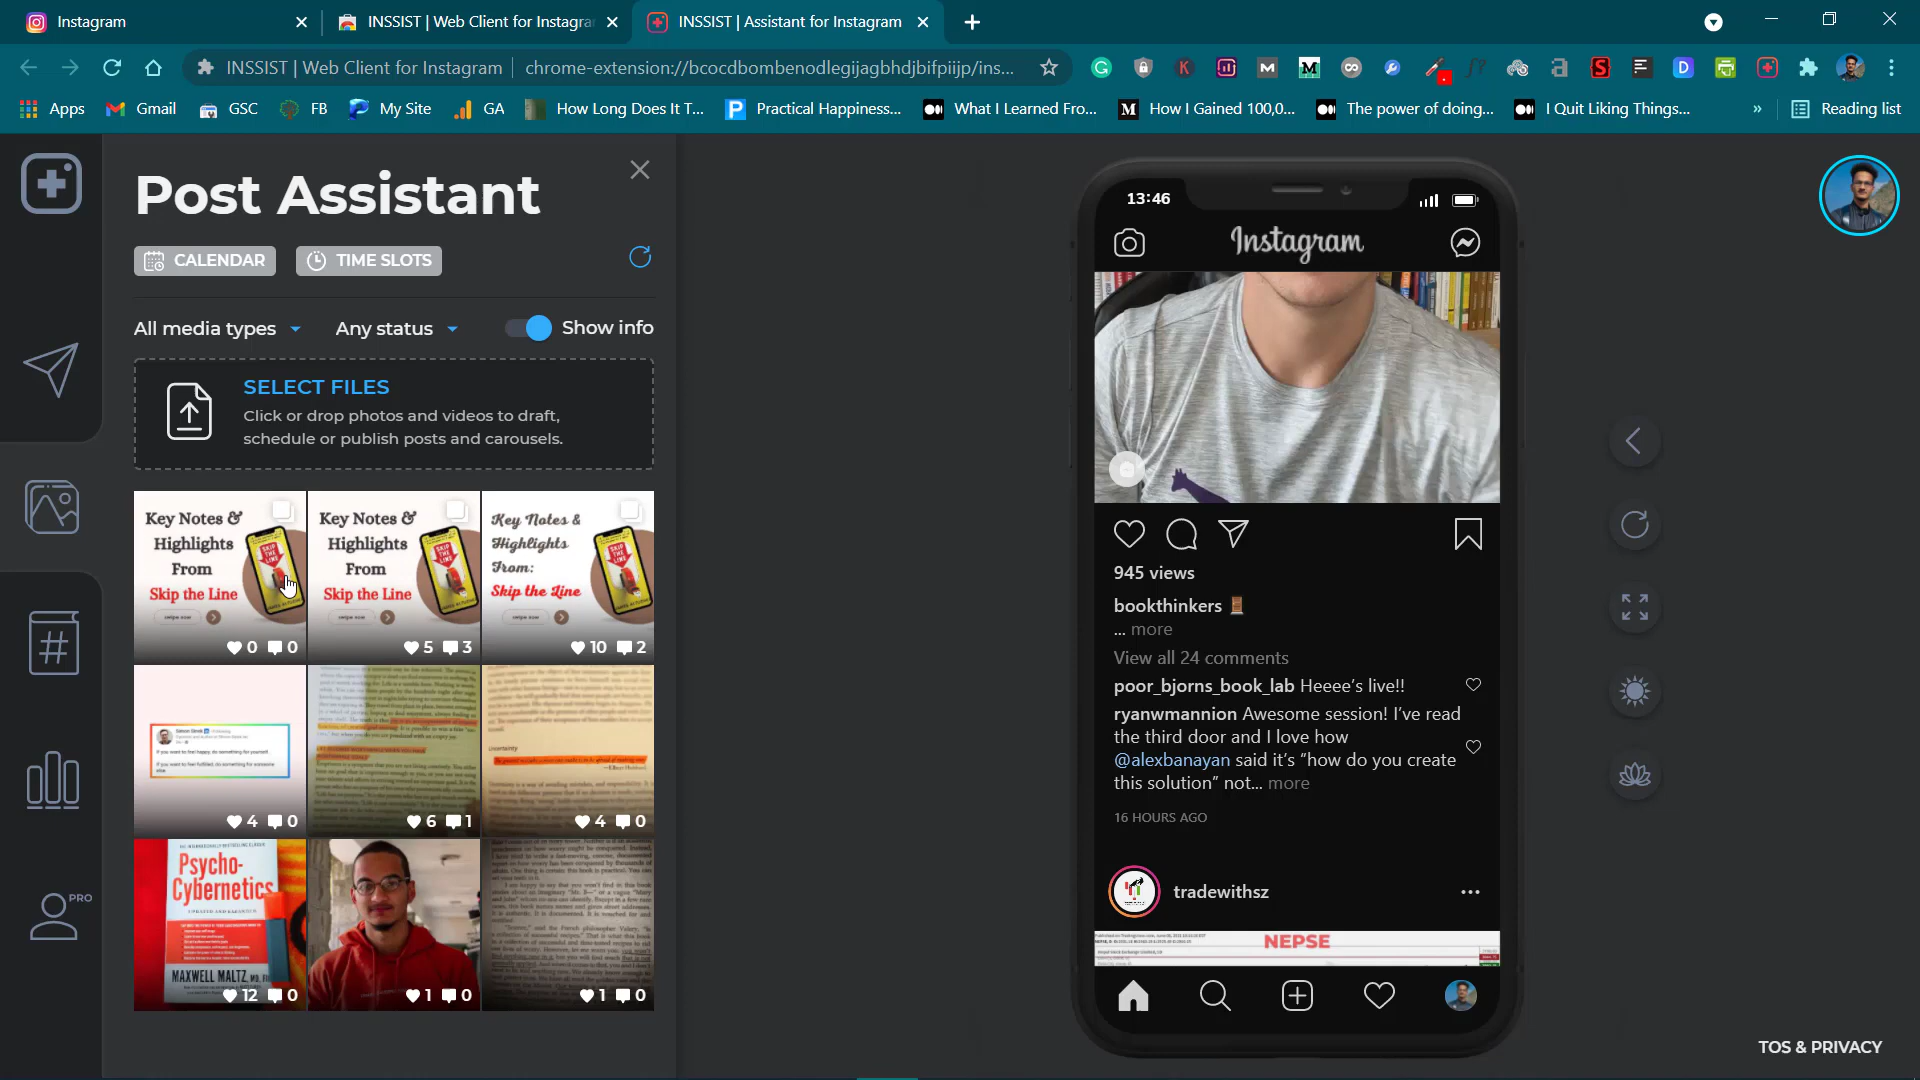 Instagram
INSSIST | Web Client for Instagra
INSSIST | Assistant for Instagram
INSSIST | Web Client for Instagram
chrome-extension://bcocdbombenodlegijagbhdjbifpiijp/ins...
Apps
Gmail
GSC
FB
My Site
GA
How Long Does It T...
Practical Happiness...
What I Learned Fro...
How I Gained 100,0...
The power of doing...
I Quit Liking Things...
»
Reading list
Post Assistant
CALENDAR
TIME SLOTS
All media types
Any status
Show info
SELECT FILES
Click or drop photos and videos to draft,
schedule or publish posts and carousels.
Key Notes &
Highlights
From
Skip the Line
0 0
Key Notes &
Highlights
From
Skip the Line
5 3
Key Notes &
Highlights
From:
Skip the Line
10 2
4 0
6 1
Uncertainty
4 0
Psycho-
Cybernetics
UPDATED AND EXPANDED
MAXWELL MALTZ
12 0
1 0
1 0
PRO
13:46
Instagram
945 views
bookthinkers
... more
View all 24 comments
poor_bjorns_book_lab Heeee’s live!!
ryanwmannion Awesome session! I’ve read
the third door and I love how
@alexbanayan said it’s “how do you create
this solution” not... more
16 HOURS AGO
tradewithsz
NEPSE
TOS & PRIVACY